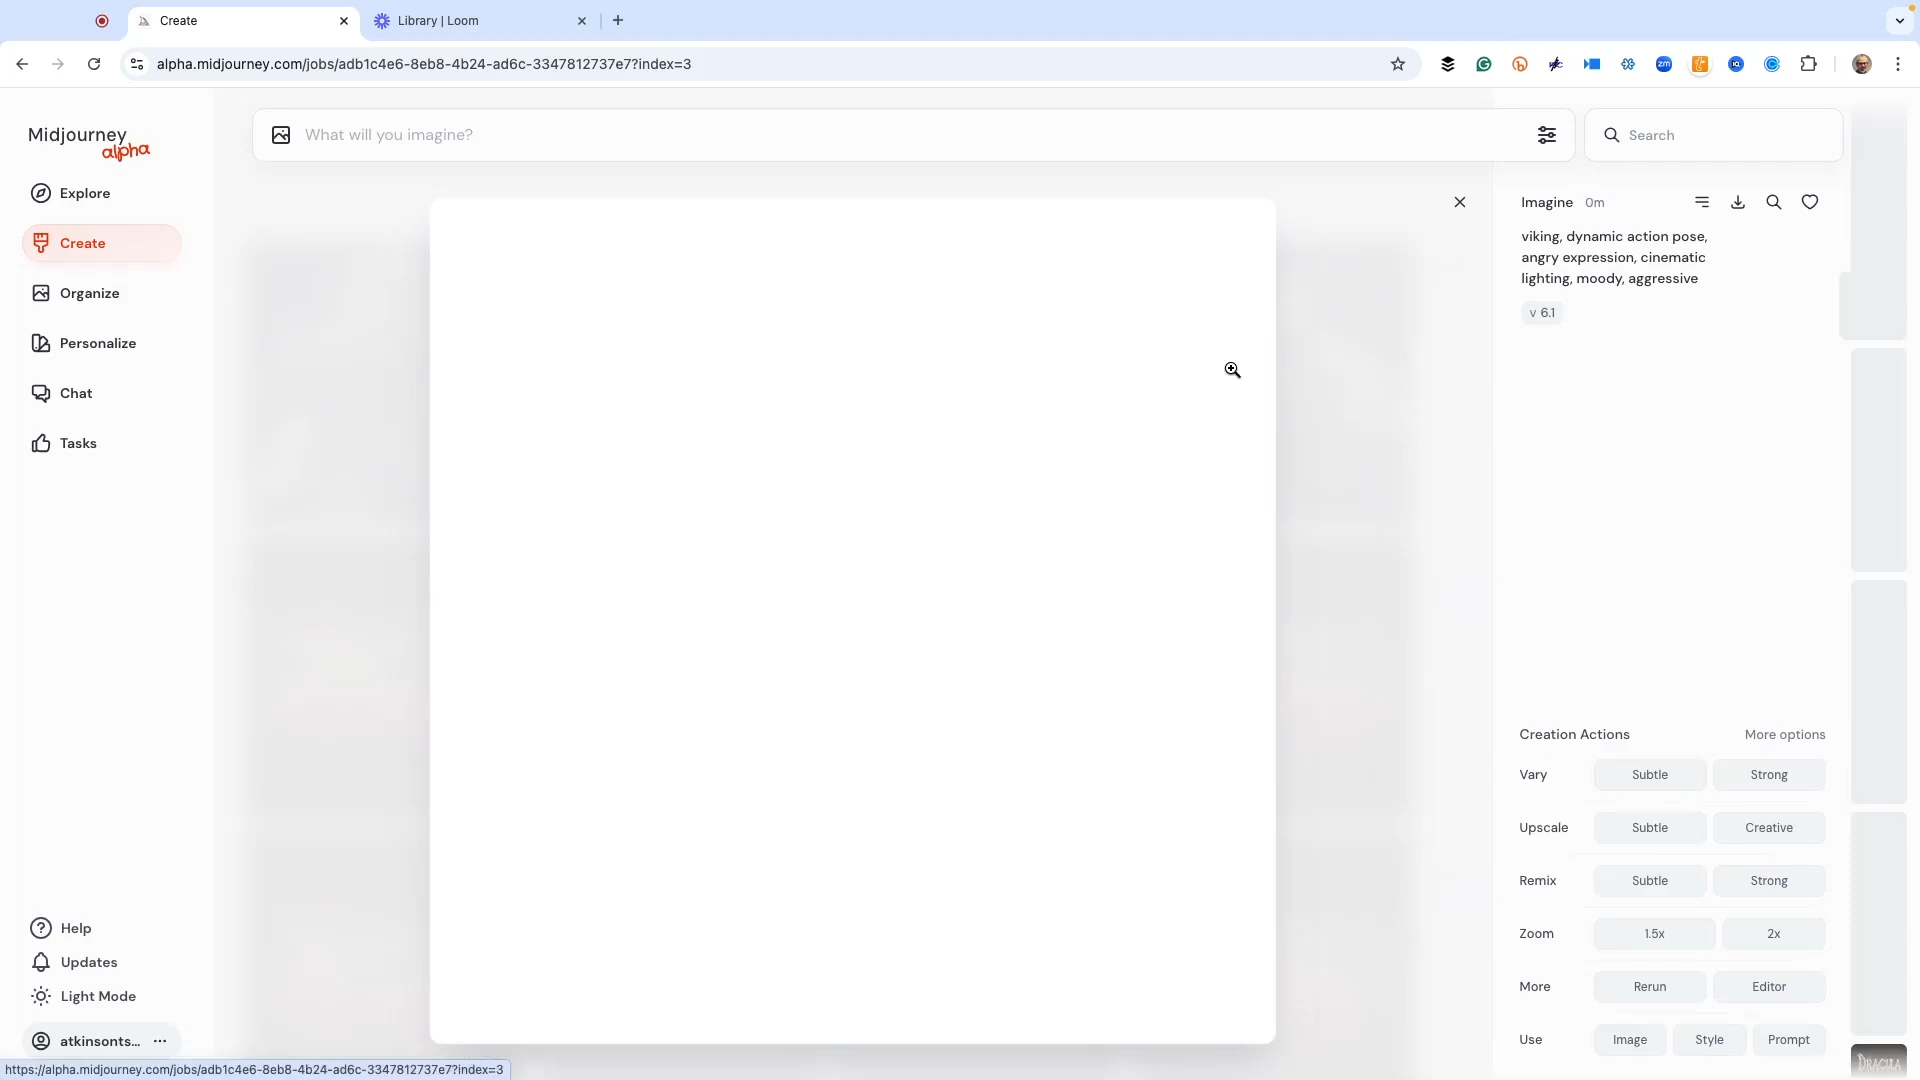 Create
Library | Loom
alpha.midjourney.com/jobs/adb1c4e6-8eb8-4b24-ad6c-3347812737e7?index=3
Midjourney
alpha
What will you imagine?
Search
Explore
Create
Organize
Personalize
Chat
Tasks
Imagine 0m
viking, dynamic action pose,
angry expression, cinematic
lighting, moody, aggressive
v 6.1
Creation Actions More options
Vary Subtle Strong
Upscale Subtle Creative
Remix Subtle Strong
Zoom 1.5x 2x
More Rerun Editor
Use Image Style Prompt
DRACULA
Help
Updates
Light Mode
atkinsonts...
https://alpha.midjourney.com/jobs/adb1c4e6-8eb8-4b24-ad6c-3347812737e7?index=3